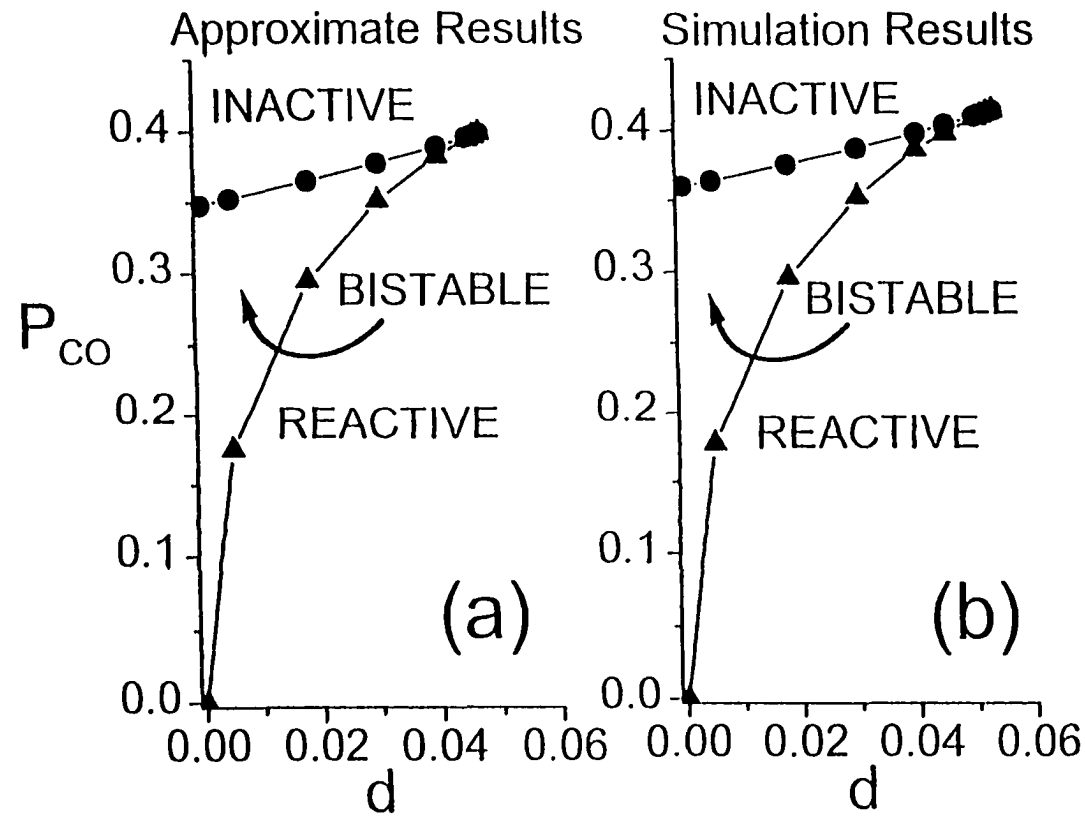 Approximate Results
INACTIVE
0.4
0.3
BISTABLE
P_CO
0.2
REACTIVE
0.1
(a)
0.0
0.00 0.02 0.04 0.06
d
Simulation Results
INACTIVE
0.4
0.3
BISTABLE
0.2
REACTIVE
0.1
(b)
0.0
0.00 0.02 0.04 0.06
d